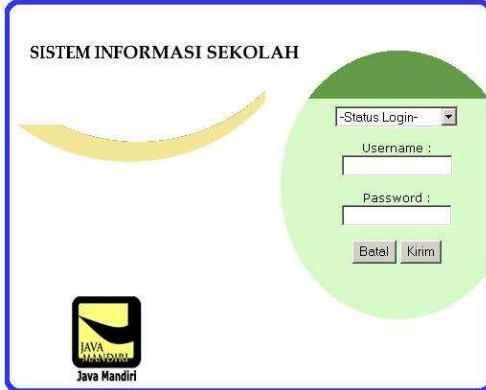 SISTEM INFORMASI SEKOLAH
-Status Login-
Username :
Password :
Batal Kirim
JAVA
MANDIRI
Java Mandiri